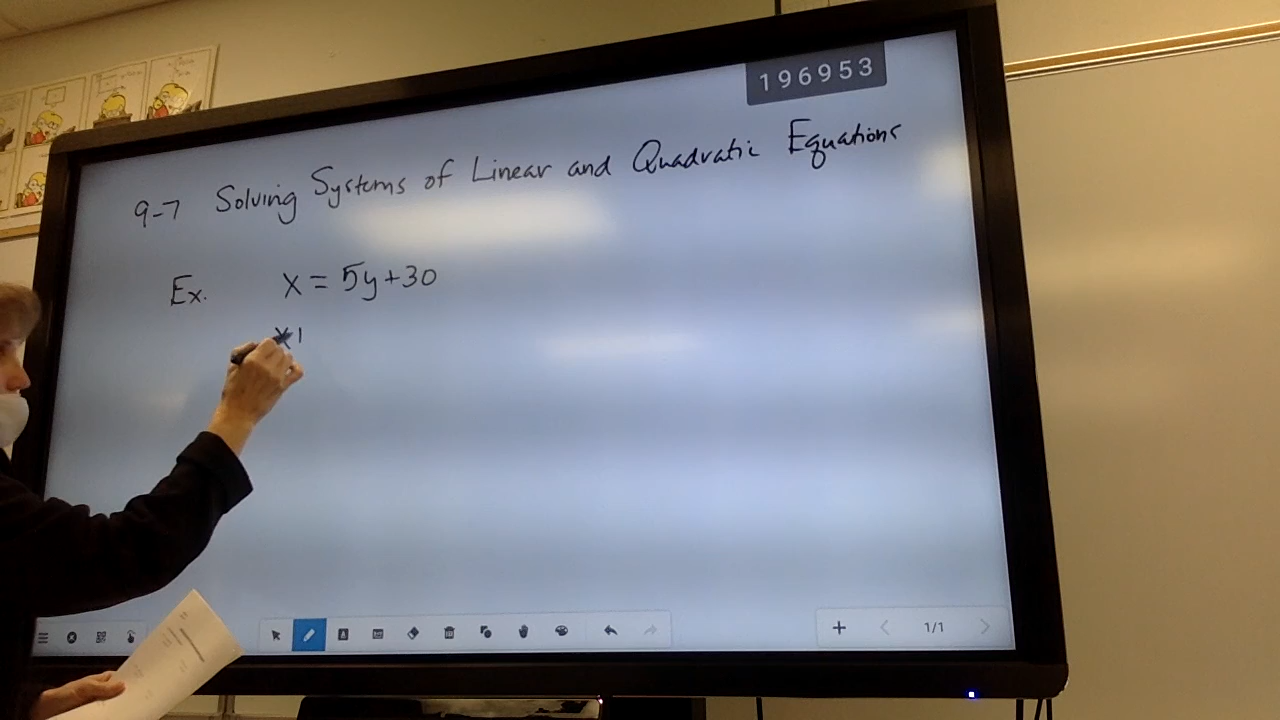 196953
9-7 Solving Systems of Linear and Quadratic Equations
Ex. x = 5y+30
1/1